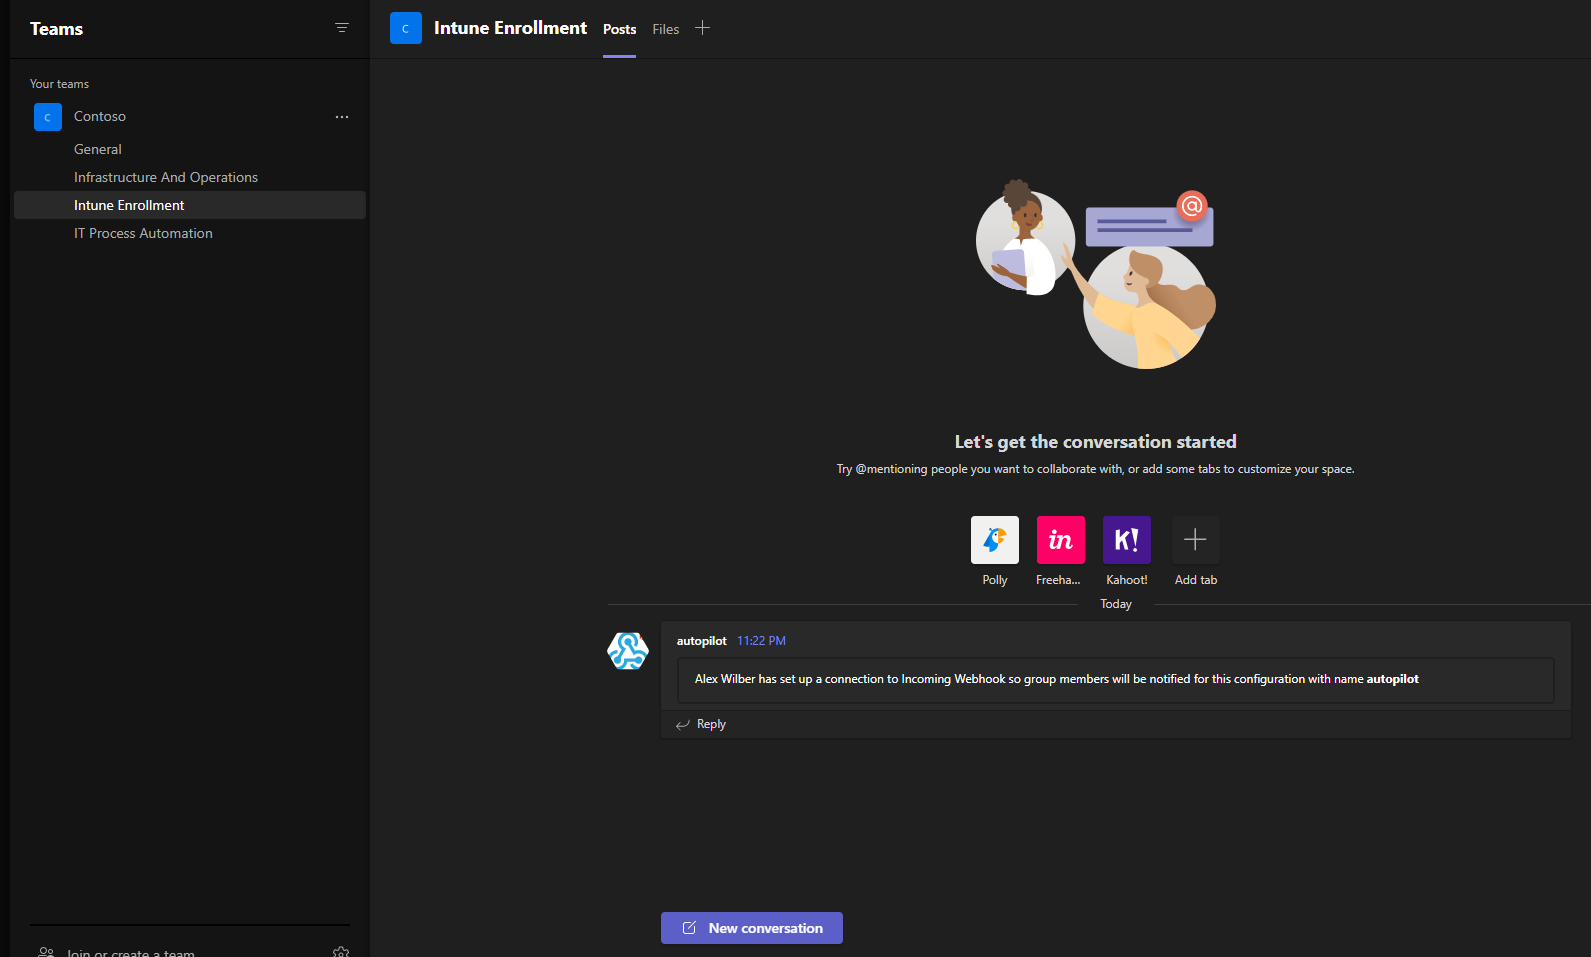 Teams
Your teams
C Contoso
General
Infrastructure And Operations
Intune Enrollment
IT Process Automation
Join or create a team
C Intune Enrollment Posts Files
@
Let's get the conversation started
Try @mentioning people you want to collaborate with, or add some tabs to customize your space.
in K!
Polly Freeha... Kahoot! Add tab
Today
autopilot 11:22 PM
Alex Wilber has set up a connection to Incoming Webhook so group members will be notified for this configuration with name autopilot
Reply
New conversation